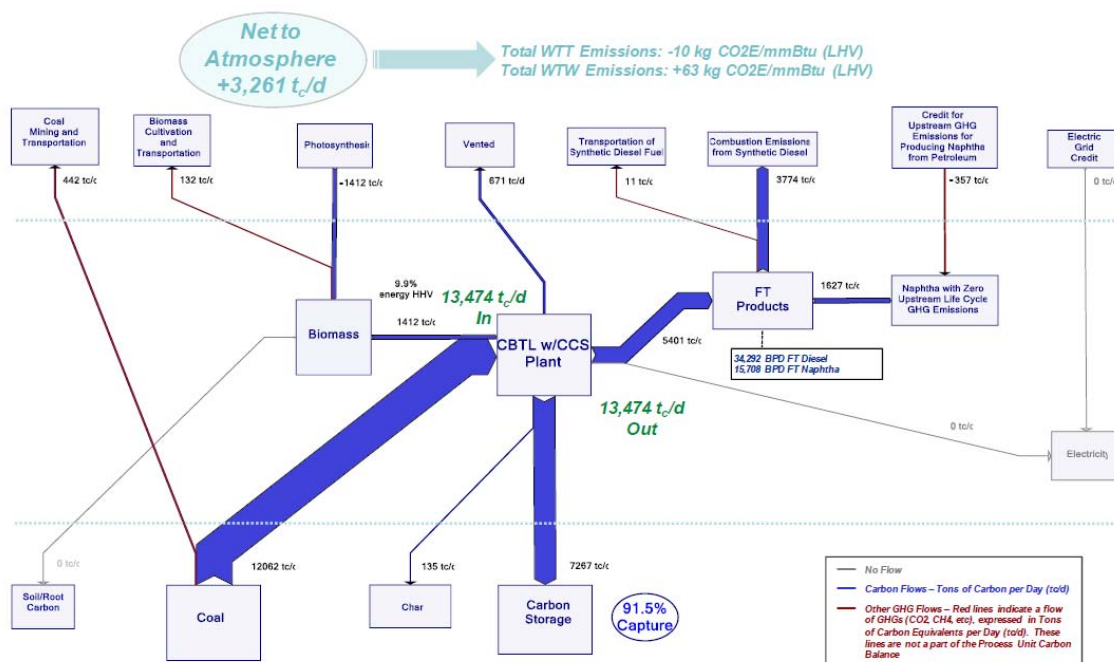 Net to
Atmosphere
+3,261 tc/d
Total WTT Emissions: -10 kg CO2E/mmBtu (LHV)
Total WTW Emissions: +63 kg CO2E/mmBtu (LHV)
Coal
Mining and
Transportation
Biomass
Cultivation
and
Transportation
Photosynthesis
Vented
Transportation of
Synthetic Diesel Fuel
Combustion Emissions
from Synthetic Diesel
Credit for
Upstream GHG
Emissions for
Producing Naphtha
from Petroleum
Electric
Grid
Credit
442 tc/d
132 tc/d
-1412 tc/d
671 tc/d
11 tc/d
3774 tc/d
-357 tc/d
0 tc/d
9.9%
energy HHV
1412 tc/d
13,474 tc/d
In
Biomass
CBTL w/CCS
Plant
5401 tc/d
FT
Products
1627 tc/d
Naphtha with Zero
Upstream Life Cycle
GHG Emissions
34,292 BPD FT Diesel
15,708 BPD FT Naphtha
13,474 tc/d
Out
0 tc/d
Electricity
0 tc/d
12062 tc/d
135 tc/d
7267 tc/d
Soil/Root
Carbon
Coal
Char
Carbon
Storage
91.5%
Capture
No Flow
Carbon Flows – Tons of Carbon per Day (tc/d)
Other GHG Flows – Red lines indicate a flow
of GHGs (CO2, CH4, etc), expressed in Tons
of Carbon Equivalents per Day (tc/d). These
lines are not a part of the Process Unit Carbon
Balance